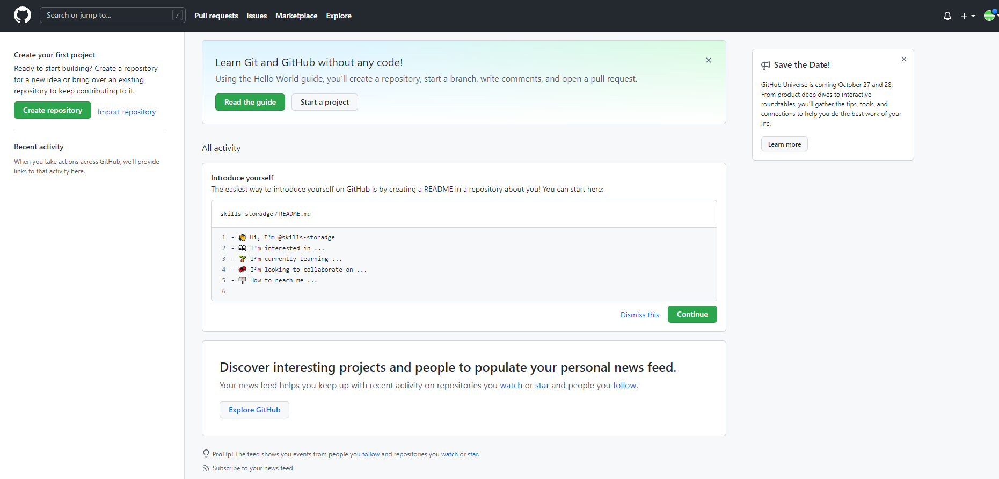 Search or jump to...
/
Pull requests
Issues
Marketplace
Explore
Create your first project
Ready to start building? Create a repository
for a new idea or bring over an existing
repository to keep contributing to it.
Create repository
Import repository
Recent activity
When you take actions across GitHub, we’ll provide
links to that activity here.
Learn Git and GitHub without any code!
Using the Hello World guide, you’ll create a repository, start a branch, write comments, and open a pull request.
Read the guide
Start a project
All activity
Introduce yourself
The easiest way to introduce yourself on GitHub is by creating a README in a repository about you! You can start here:
skills-storadge / README.md
1 - 👋 Hi, I’m @skills-storadge
2 - 👀 I’m interested in ...
3 - 🌱 I’m currently learning ...
4 - 💞️ I’m looking to collaborate on ...
5 - 📫 How to reach me ...
6
Dismiss this
Continue
Discover interesting projects and people to populate your personal news feed.
Your news feed helps you keep up with recent activity on repositories you watch or star and people you follow.
Explore GitHub
ProTip! The feed shows you events from people you follow and repositories you watch or star.
Subscribe to your news feed
Save the Date!
GitHub Universe is coming October 27 and 28.
From product deep dives to interactive
roundtables, you’ll gather the tips, tools, and
connections to help you do the best work of your
life.
Learn more